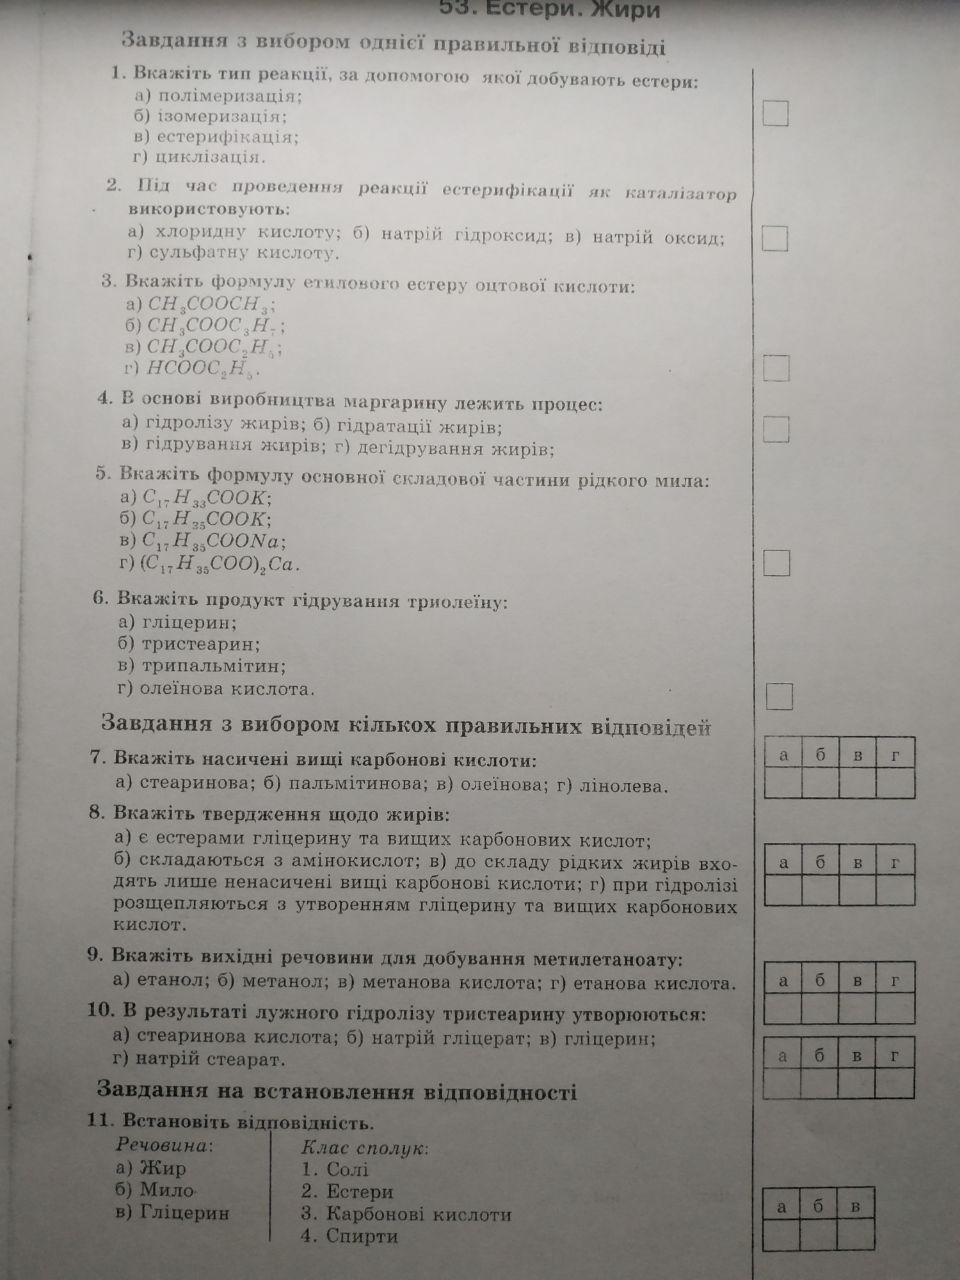 53. Естери. Жири
Завдання з вибором однієї правильної відповіді
1. Вкажіть тип реакції, за допомогою якої добувають естери:
а) полімеризація;
б) ізомеризація;
в) естерифікація;
г) циклізація.
2. Під час проведення реакції естерифікації як каталізатор
використовують:
а) хлоридну кислоту; б) натрій гідроксид; в) натрій оксид;
г) сульфатну кислоту.
3. Вкажіть формулу етилового естеру оцтової кислоти:
а) CH₃COOCH₃;
б) CH₃COOC₃H₇;
в) CH₃COOC₂H₅;
г) HCOOC₂H₅.
4. В основі виробництва маргарину лежить процес:
а) гідролізу жирів; б) гідратації жирів;
в) гідрування жирів; г) дегідрування жирів;
5. Вкажіть формулу основної складової частини рідкого мила:
а) C₁₇H₃₃COOK;
б) C₁₇H₃₅COOK;
в) C₁₇H₃₅COONa;
г) (C₁₇H₃₅COO)₂Ca.
6. Вкажіть продукт гідрування триолеїну:
а) гліцерин;
б) тристеарин;
в) трипальмітин;
г) олеїнова кислота.
Завдання з вибором кількох правильних відповідей
7. Вкажіть насичені вищі карбонові кислоти:
а) стеаринова; б) пальмітинова; в) олеїнова; г) лінолева.
а б в г
8. Вкажіть твердження щодо жирів:
а) є естерами гліцерину та вищих карбонових кислот;
б) складаються з амінокислот; в) до складу рідких жирів вхо-
дять лише ненасичені вищі карбонові кислоти; г) при гідролізі
розщепляються з утворенням гліцерину та вищих карбонових
кислот.
а б в г
9. Вкажіть вихідні речовини для добування метилетаноату:
а) етанол; б) метанол; в) метанова кислота; г) етанова кислота.
а б в г
10. В результаті лужного гідролізу тристеарину утворюються:
а) стеаринова кислота; б) натрій гліцерат; в) гліцерин;
г) натрій стеарат.
а б в г
Завдання на встановлення відповідності
11. Встановіть відповідність.
Речовина:
а) Жир
б) Мило
в) Гліцерин
Клас сполук:
1. Солі
2. Естери
3. Карбонові кислоти
4. Спирти
а б в